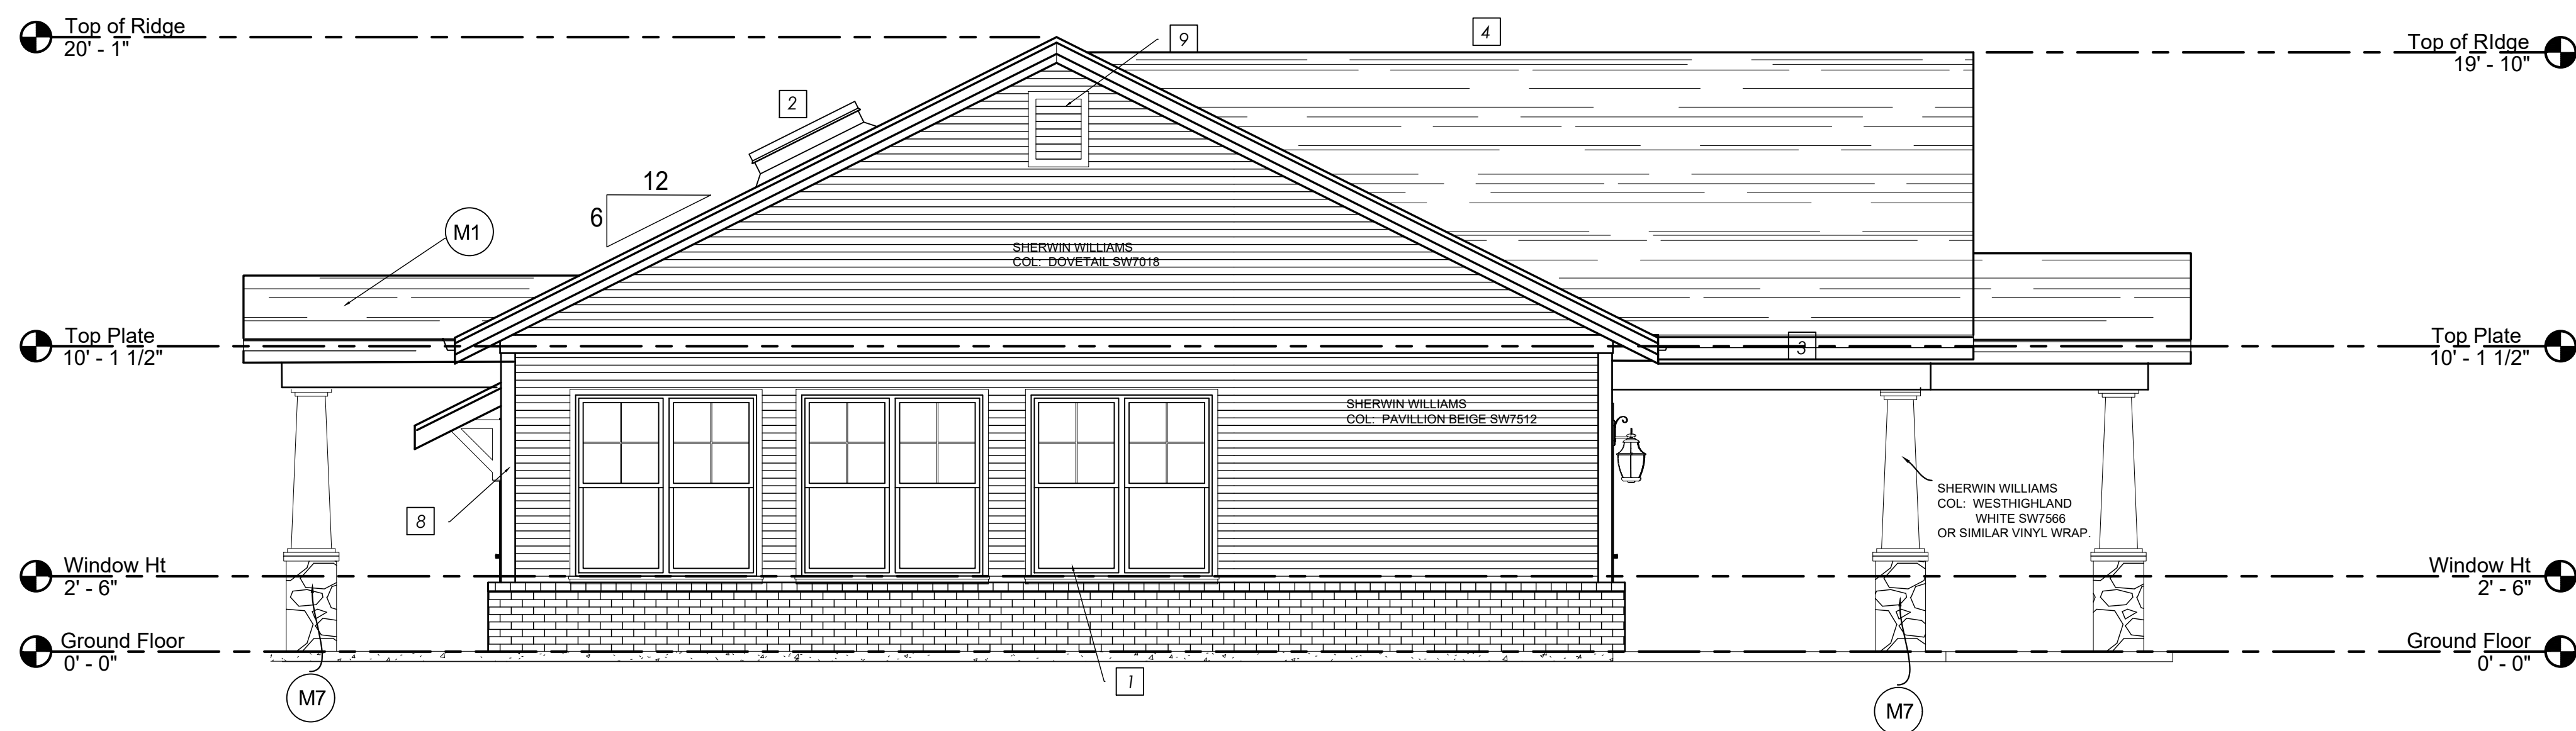 Top of Ridge
20' - 1"
9
4
Top of RIdge
19' - 10"
2
12
6
M1
SHERWIN WILLIAMS
COL: DOVETAIL SW7018
Top Plate
10' - 1 1/2"
3
Top Plate
10' - 1 1/2"
SHERWIN WILLIAMS
COL: PAVILLION BEIGE SW7512
8
SHERWIN WILLIAMS
COL: WESTHIGHLAND
WHITE SW7566
OR SIMILAR VINYL WRAP.
Window Ht
2' - 6"
Window Ht
2' - 6"
Ground Floor
0' - 0"
Ground Floor
0' - 0"
M7
1
M7